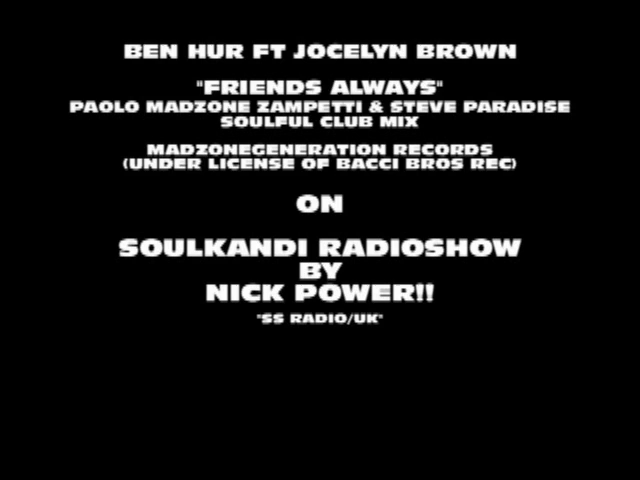 BEN HUR FT JOCELYN BROWN
"FRIENDS ALWAYS"
PAOLO MADZONE ZAMPETTI & STEVE PARADISE
SOULFUL CLUB MIX
MADZONEGENERATION RECORDS
(UNDER LICENSE OF BACCI BROS REC)
ON
SOULKANDI RADIOSHOW
BY
NICK POWER!!
"SS RADIO/UK"